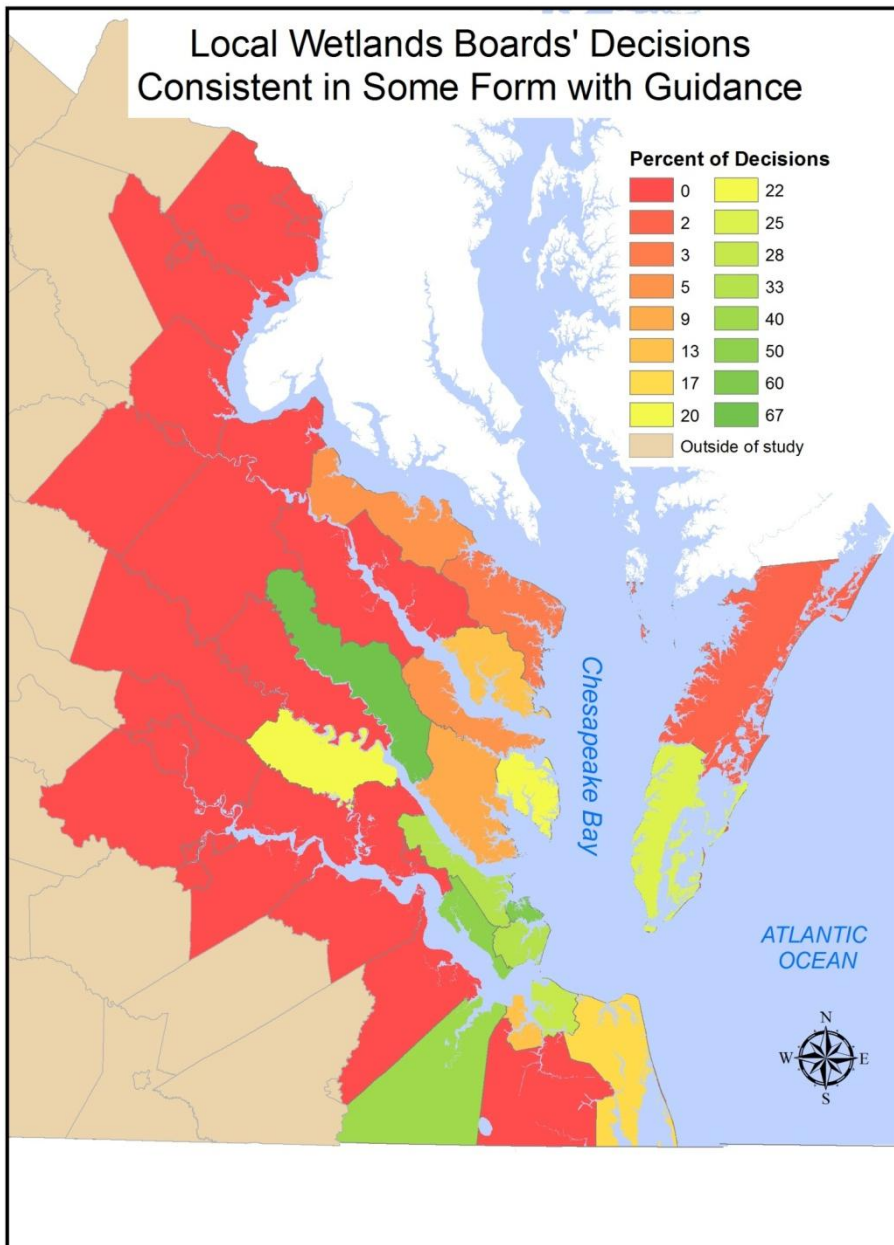 Local Wetlands Boards' Decisions
Consistent in Some Form with Guidance
Percent of Decisions
0 22
2 25
3 28
5 33
9 40
13 50
17 60
20 67
Outside of study
Chesapeake Bay
ATLANTIC
OCEAN
N
W E
S